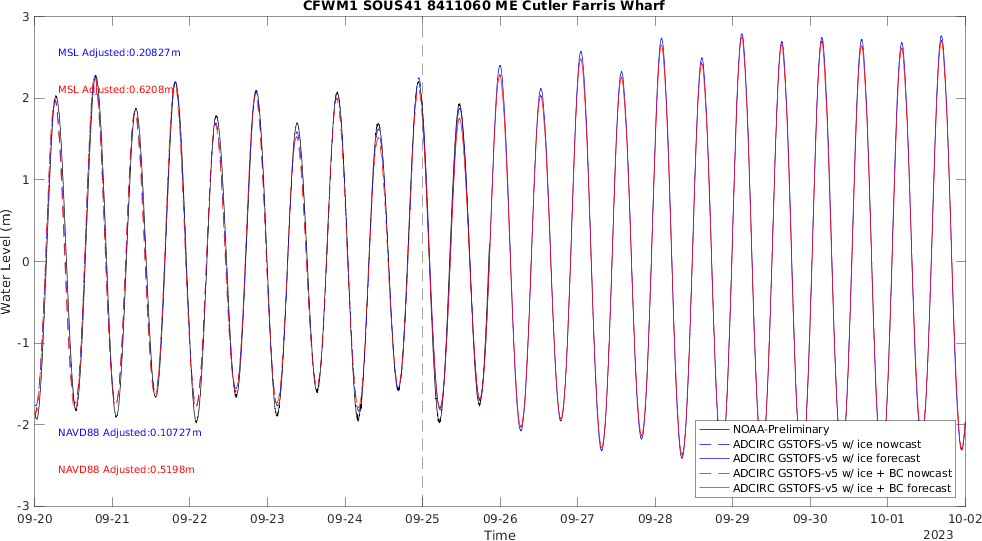 CFWM1 SOUS41 8411060 ME Cutler Farris Wharf
3
2
1
0
-1
-2
-3
Water Level (m)
MSL Adjusted:0.20827m
MSL Adjusted:0.6208m
NAVD88 Adjusted:0.10727m
NAVD88 Adjusted:0.5198m
NOAA-Preliminary
ADCIRC GSTOFS-v5 w/ ice nowcast
ADCIRC GSTOFS-v5 w/ ice forecast
ADCIRC GSTOFS-v5 w/ ice + BC nowcast
ADCIRC GSTOFS-v5 w/ ice + BC forecast
09-20 09-21 09-22 09-23 09-24 09-25 09-26 09-27 09-28 09-29 09-30 10-01 10-02
Time
2023